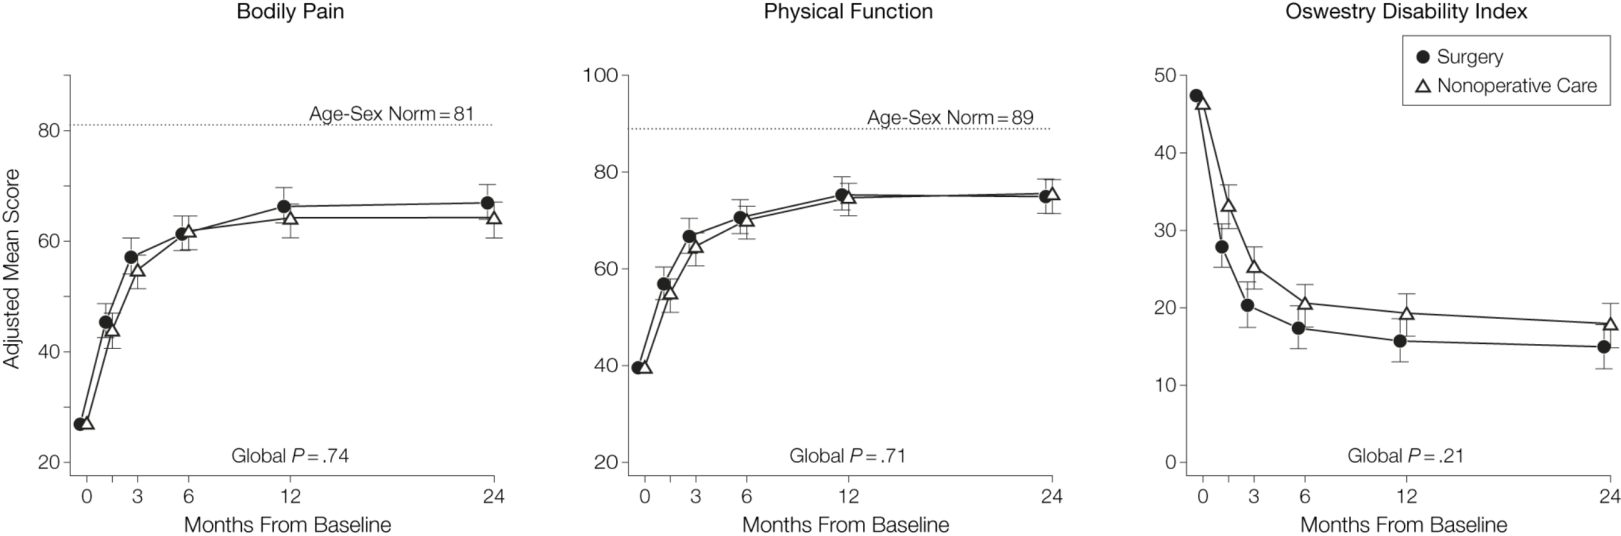 Bodily Pain
Adjusted Mean Score
80
60
40
20
Age-Sex Norm = 81
Global P = .74
0 3 6 12 24
Months From Baseline
Physical Function
100
80
60
40
20
Age-Sex Norm = 89
Global P = .71
0 3 6 12 24
Months From Baseline
Oswestry Disability Index
Surgery
Nonoperative Care
50
40
30
20
10
0
Global P = .21
0 3 6 12 24
Months From Baseline